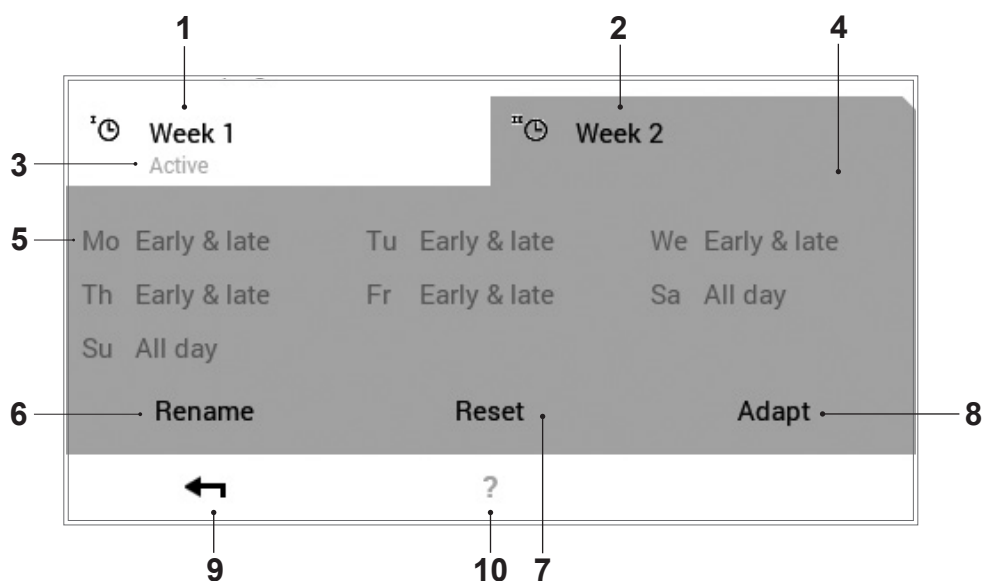 1 2 4
I Week 1 II Week 2
3 Active
5 Mo Early & late Tu Early & late We Early & late
Th Early & late Fr Early & late Sa All day
Su All day
6 Rename Reset Adapt 8
?
9 10 7